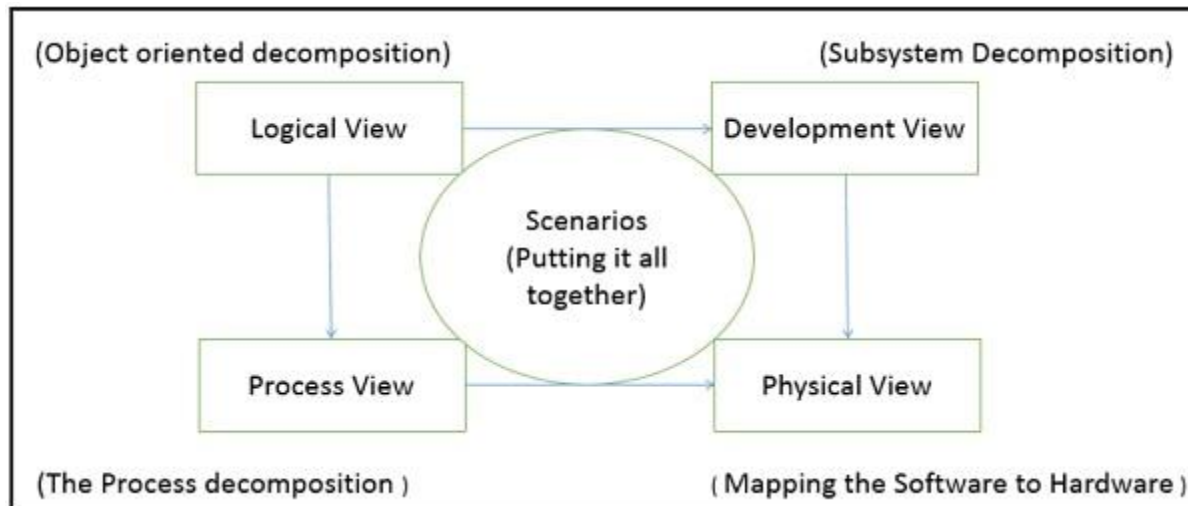 (Object oriented decomposition)
(Subsystem Decomposition)
Logical View
Development View
Scenarios
(Putting it all
together)
Process View
Physical View
(The Process decomposition )
( Mapping the Software to Hardware )